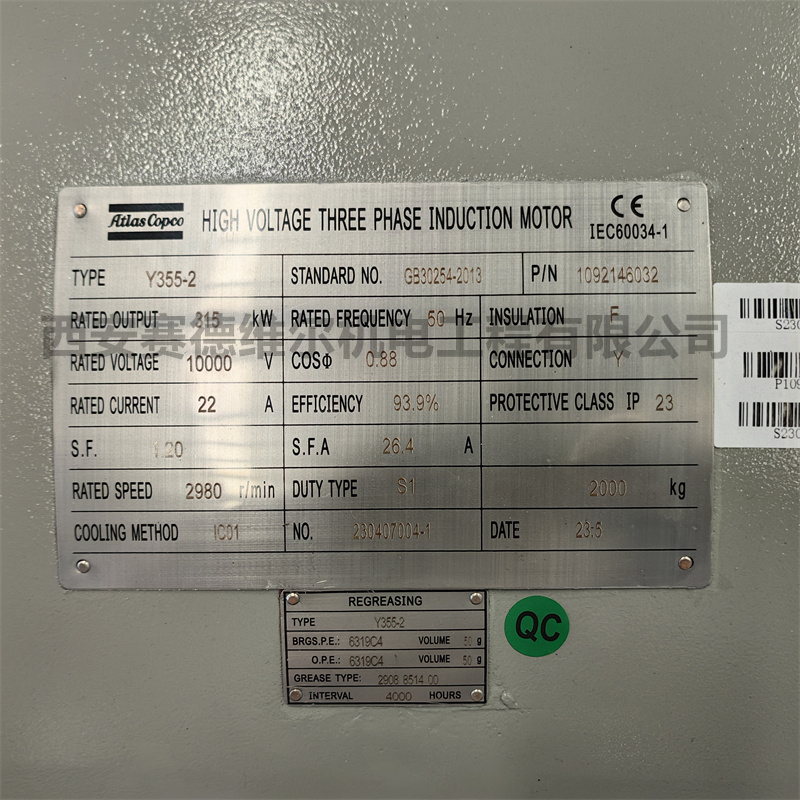 Atlas Copco HIGH VOLTAGE THREE PHASE INDUCTION MOTOR CE
IEC60034-1
TYPE Y355-2 STANDARD NO. GB30254-2013 P/N 1092146032
RATED OUTPUT 315 kW RATED FREQUENCY 50 Hz INSULATION F
西安赛德维尔机电工程有限公司
RATED VOLTAGE 10000 V COSΦ 0.88 CONNECTION Y
RATED CURRENT 22 A EFFICIENCY 93.9% PROTECTIVE CLASS IP 23
S.F. 1.20 S.F.A 26.4 A
RATED SPEED 2980 r/min DUTY TYPE S1 2000 kg
COOLING METHOD IC01 NO. 230407004-1 DATE 23.6
S230
P109
S230
REGREASING
TYPE Y355-2
BRGS.P.E.: 6319C4 VOLUME 50 g
O.P.E.: 6319C4 VOLUME 50 g
GREASE TYPE: 2908 8514 00
INTERVAL 4000 HOURS
QC